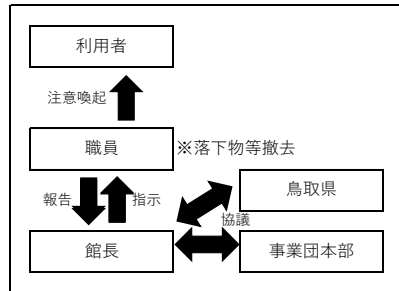 利用者
注意喚起
職員
※落下物等撤去
報告
指示
鳥取県
協議
館長
事業団本部